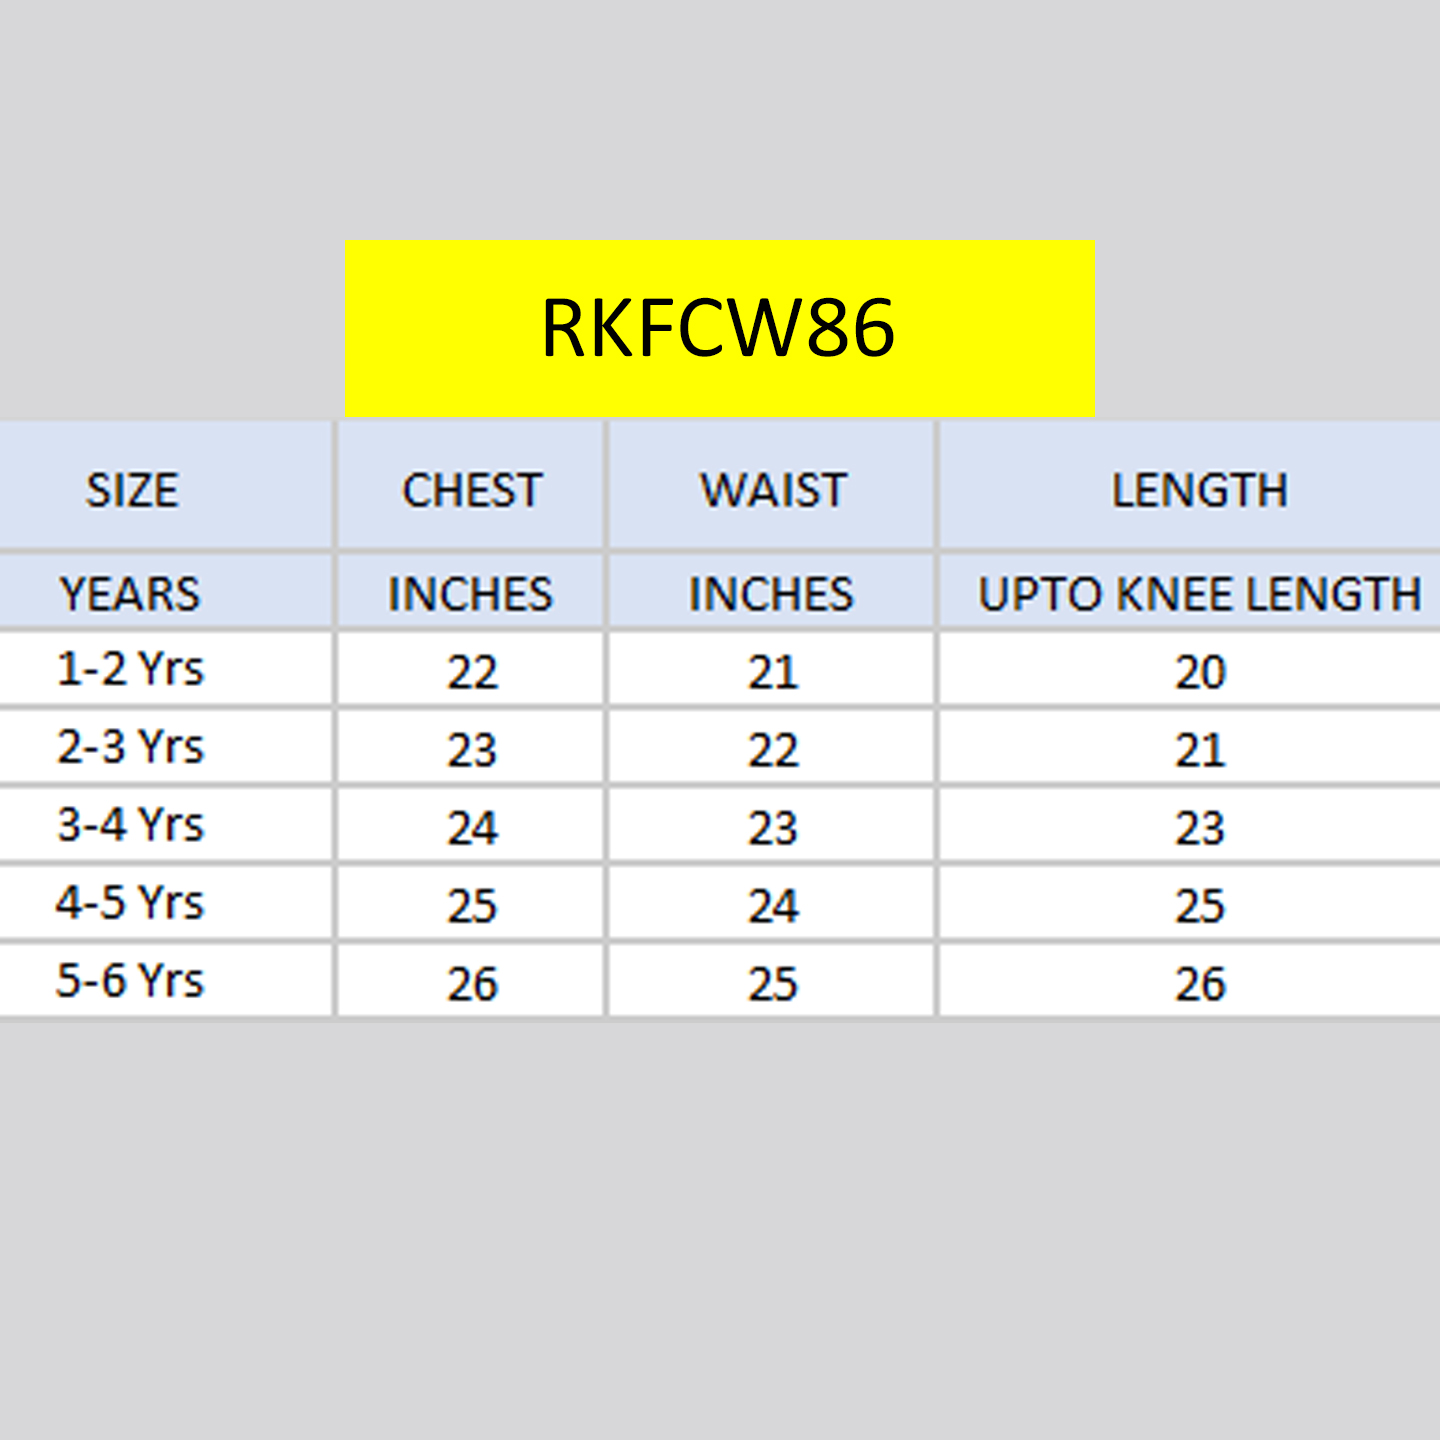 RKFCW86
SIZE CHEST WAIST LENGTH
YEARS INCHES INCHES UPTO KNEE LENGTH
1-2 Yrs 22 21 20
2-3 Yrs 23 22 21
3-4 Yrs 24 23 23
4-5 Yrs 25 24 25
5-6 Yrs 26 25 26